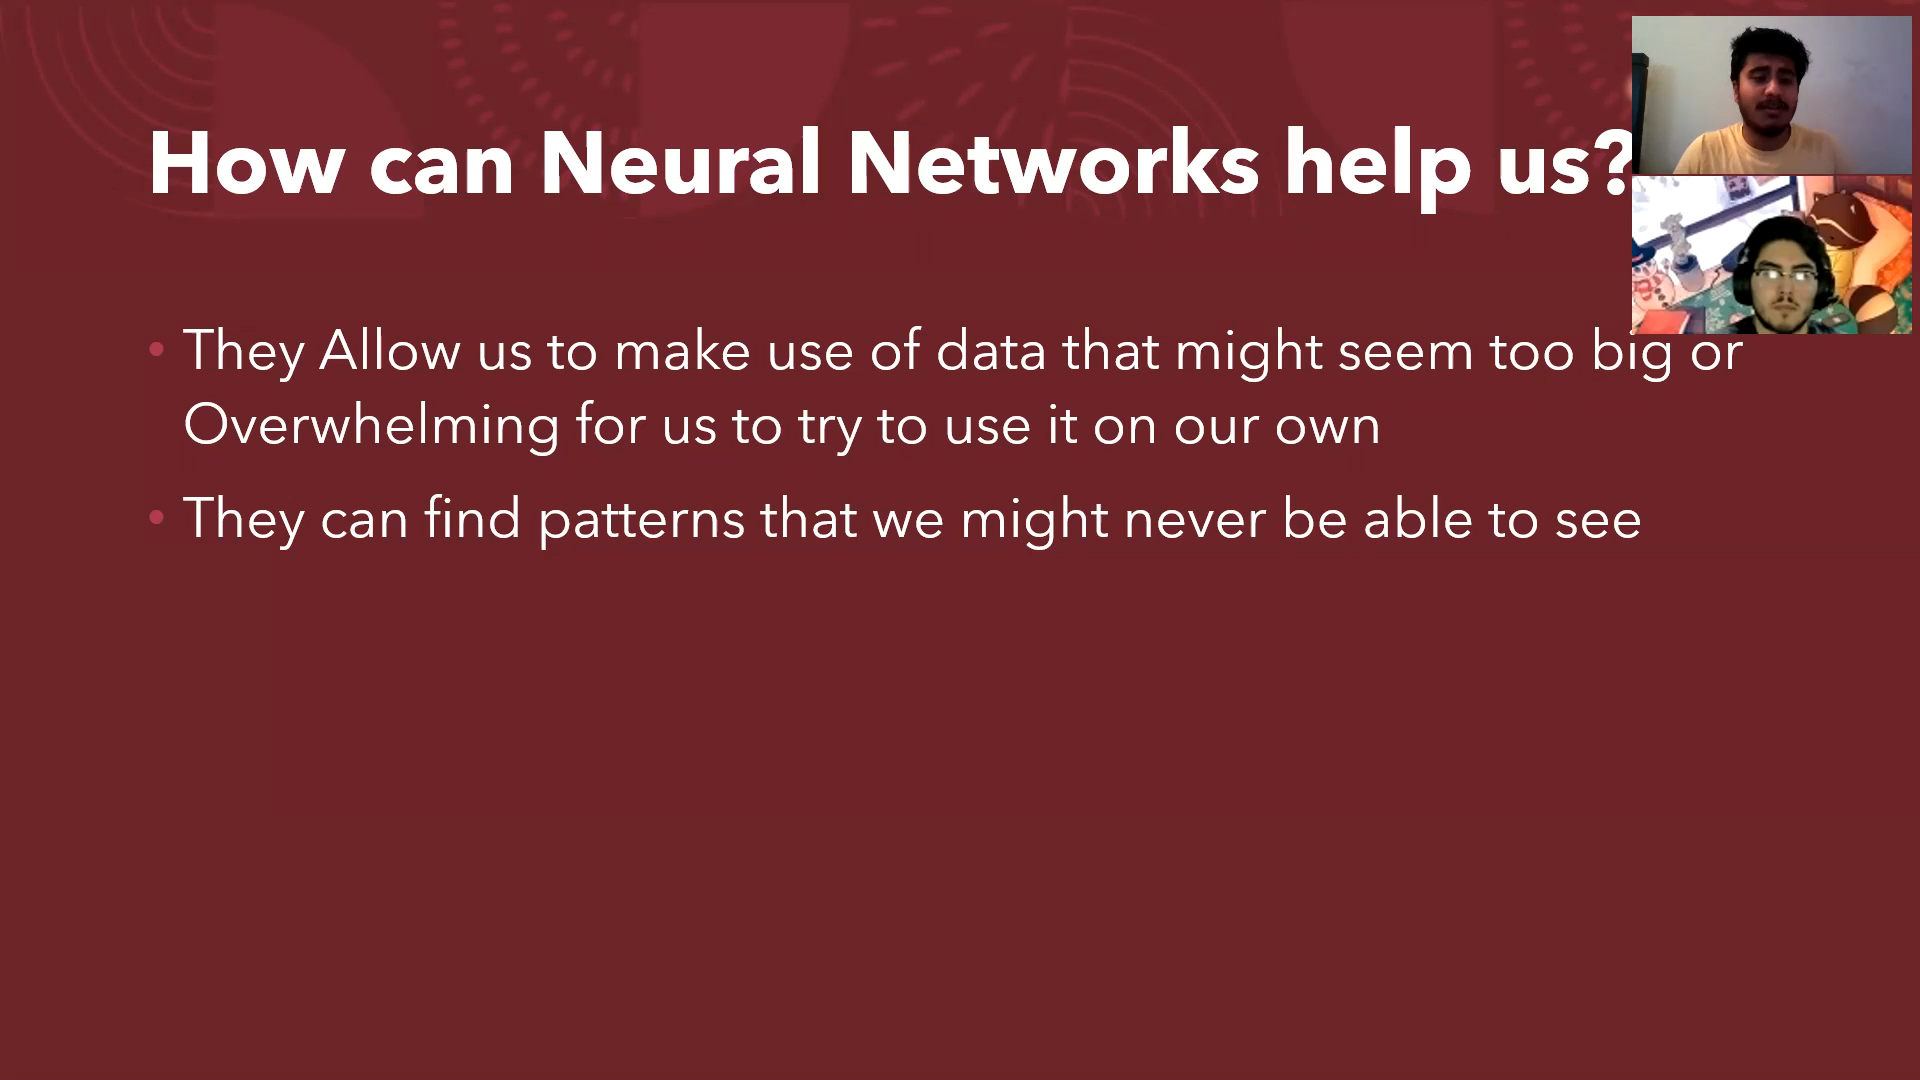 How can Neural Networks help us?
• They Allow us to make use of data that might seem too big or
Overwhelming for us to try to use it on our own
• They can find patterns that we might never be able to see